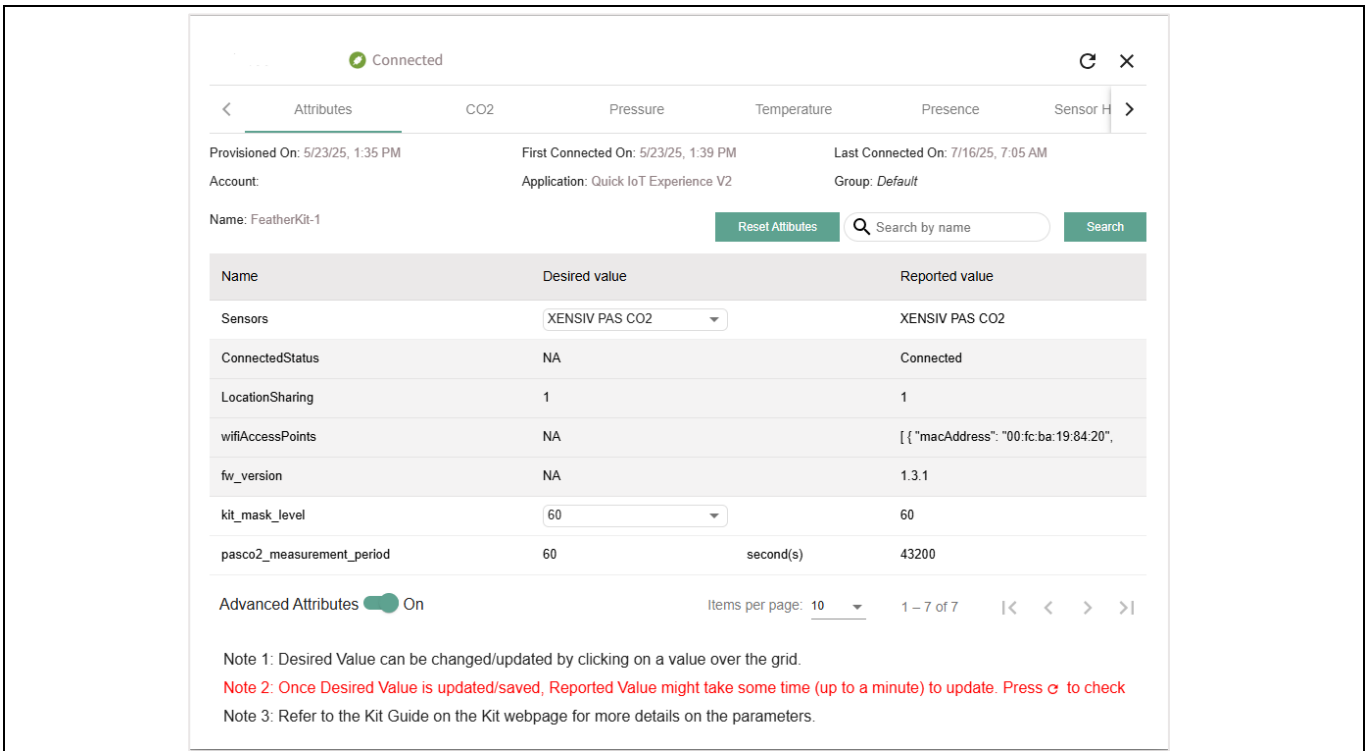 Connected
Attributes CO2 Pressure Temperature Presence Sensor H
Provisioned On: 5/23/25, 1:35 PM First Connected On: 5/23/25, 1:39 PM Last Connected On: 7/16/25, 7:05 AM
Account: Application: Quick IoT Experience V2 Group: Default
Name: FeatherKit-1 Reset Attibutes Search by name Search
Name Desired value Reported value
Sensors XENSIV PAS CO2 XENSIV PAS CO2
ConnectedStatus NA Connected
LocationSharing 1 1
wifiAccessPoints NA [ { "macAddress": "00:fc:ba:19:84:20",
fw_version NA 1.3.1
kit_mask_level 60 60
pasco2_measurement_period 60 second(s) 43200
Advanced Attributes On Items per page: 10 1 – 7 of 7
Note 1: Desired Value can be changed/updated by clicking on a value over the grid.
Note 2: Once Desired Value is updated/saved, Reported Value might take some time (up to a minute) to update. Press to check
Note 3: Refer to the Kit Guide on the Kit webpage for more details on the parameters.